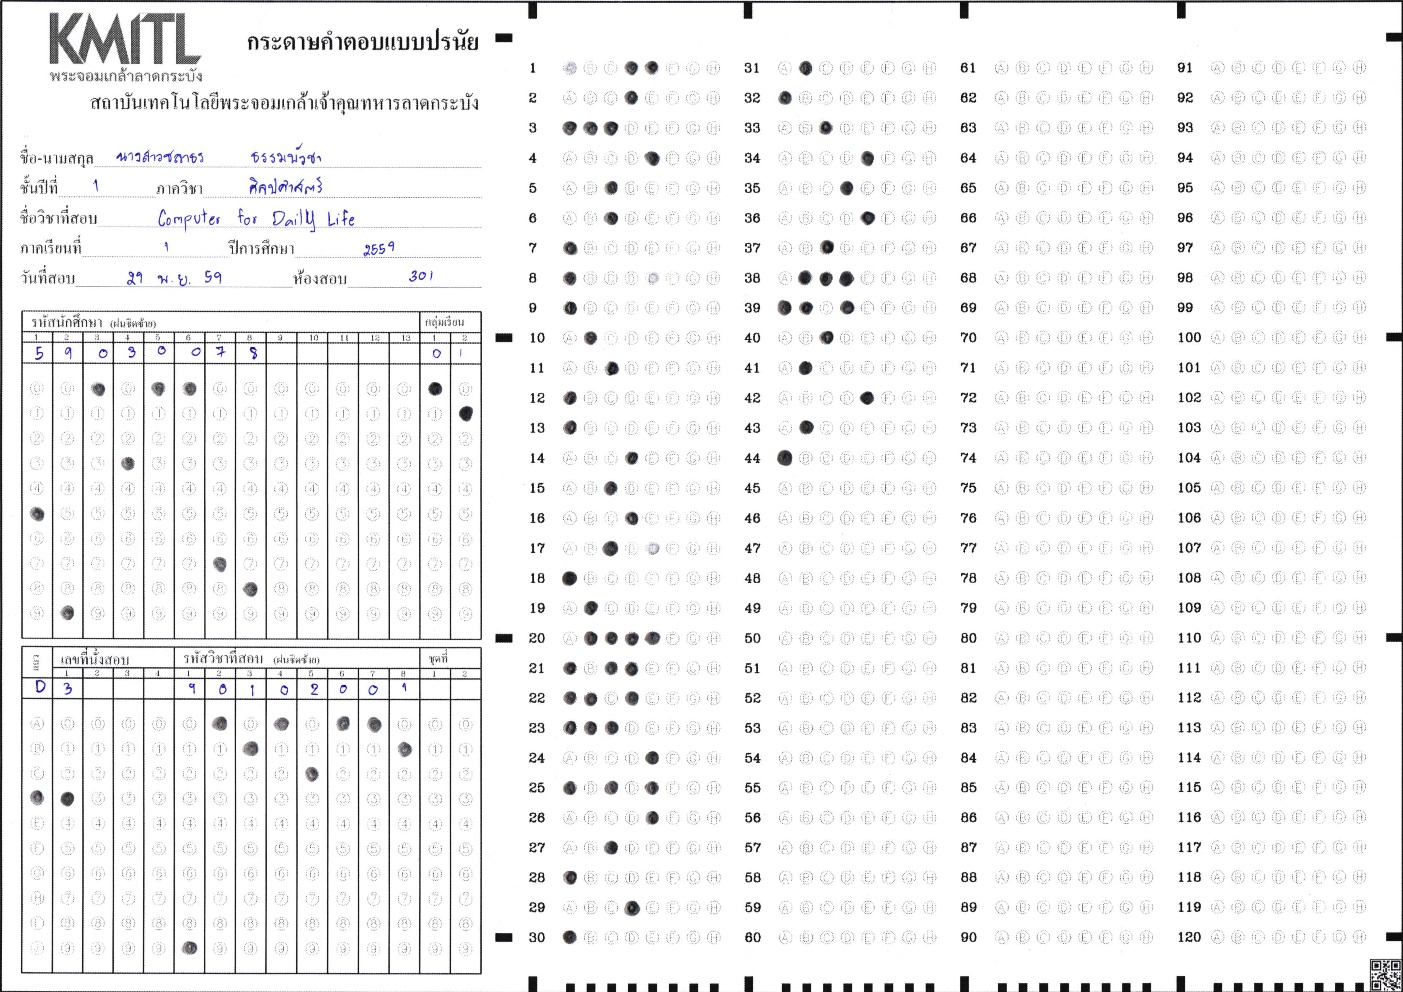 KMITL
พระจอมเกล้าลาดกระบัง
กระดาษคำตอบแบบปรนัย
สถาบันเทคโนโลยีพระจอมเกล้าเจ้าคุณทหารลาดกระบัง
ชื่อ-นามสกุล นางสาวชลาธร ธรรมนัวชา
ชั้นปีที่ 1 ภาควิชา ศิลปศาสตร์
ชื่อวิชาที่สอบ Computer for Daily Life
ภาคเรียนที่ 1 ปีการศึกษา 2559
วันที่สอบ 29 พ.ย. 59 ห้องสอบ 301
รหัสนักศึกษา (ฝนชิดซ้าย) กลุ่มเรียน
1 2 3 4 5 6 7 8 9 10 11 12 13 1 2
5 9 0 3 0 0 7 8 0 1
แถว เลขที่นั่งสอบ รหัสวิชาที่สอบ (ฝนชิดซ้าย) ชุดที่
1 2 3 4 1 2 3 4 5 6 7 8 1 2
D 3 9 0 1 0 2 0 0 1
1 31 61 91
2 32 62 92
3 33 63 93
4 34 64 94
5 35 65 95
6 36 66 96
7 37 67 97
8 38 68 98
9 39 69 99
10 40 70 100
11 41 71 101
12 42 72 102
13 43 73 103
14 44 74 104
15 45 75 105
16 46 76 106
17 47 77 107
18 48 78 108
19 49 79 109
20 50 80 110
21 51 81 111
22 52 82 112
23 53 83 113
24 54 84 114
25 55 85 115
26 56 86 116
27 57 87 117
28 58 88 118
29 59 89 119
30 60 90 120